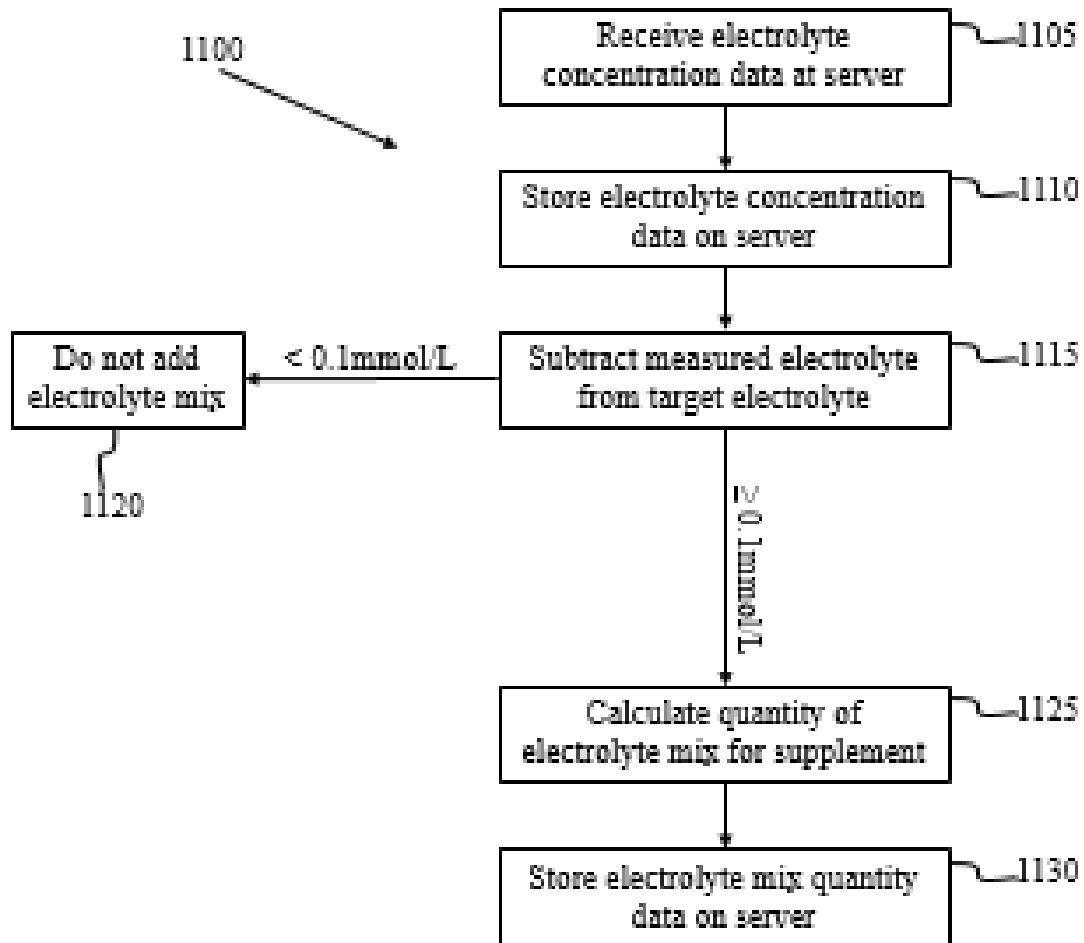 1100
Receive electrolyte
concentration data at server
1105
Store electrolyte concentration
data on server
1110
Do not add
electrolyte mix
1120
< 0.1mmol/L
Subtract measured electrolyte
from target electrolyte
1115
≥0.1mmol/L
Calculate quantity of
electrolyte mix for supplement
1125
Store electrolyte mix quantity
data on server
1130